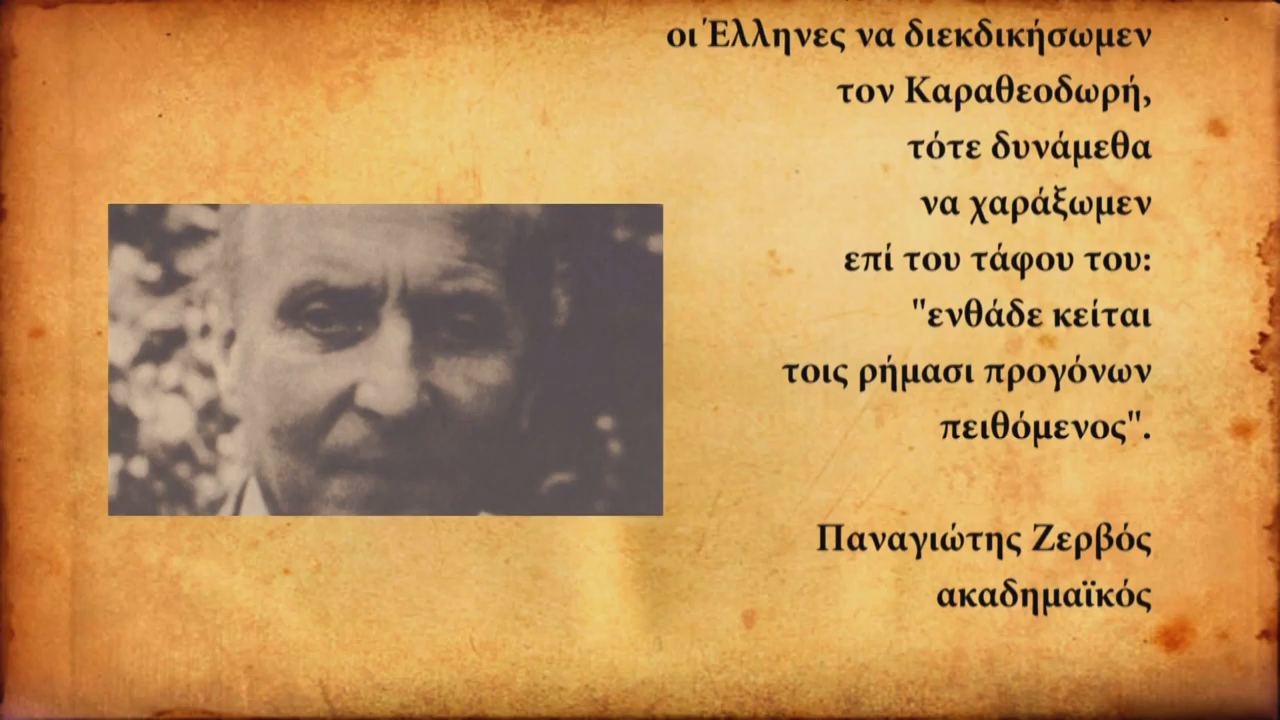 οι Έλληνες να διεκδικήσωμεν
τον Καραθεοδωρή,
τότε δυνάμεθα
να χαράξωμεν
επί του τάφου του:
"ενθάδε κείται
τοις ρήμασι προγόνων
πειθόμενος".
Παναγιώτης Ζερβός
ακαδημαϊκός